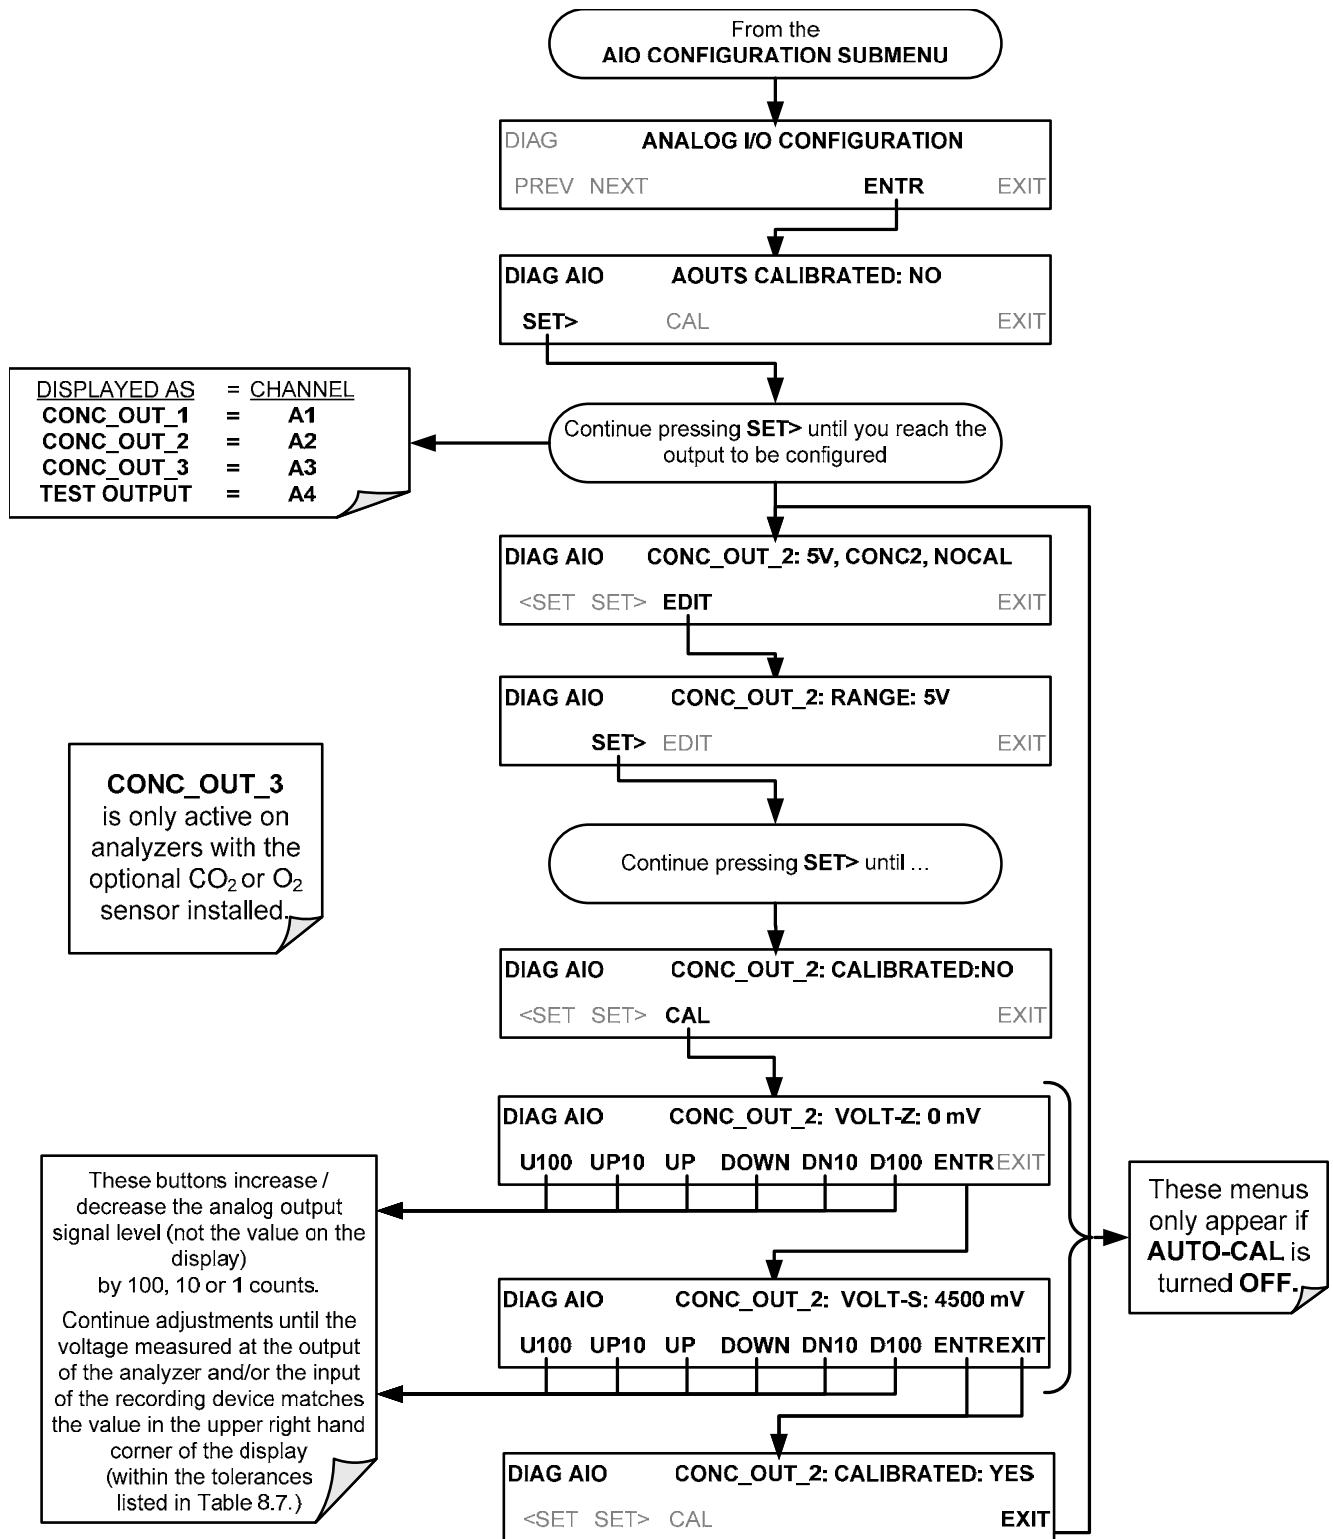 From the
AIO CONFIGURATION SUBMENU
DIAG ANALOG I/O CONFIGURATION
PREV NEXT ENTR EXIT
DIAG AIO AOUTS CALIBRATED: NO
SET> CAL EXIT
DISPLAYED AS = CHANNEL
CONC_OUT_1 = A1
CONC_OUT_2 = A2
CONC_OUT_3 = A3
TEST OUTPUT = A4
Continue pressing SET> until you reach the
output to be configured
DIAG AIO CONC_OUT_2: 5V, CONC2, NOCAL
<SET SET> EDIT EXIT
DIAG AIO CONC_OUT_2: RANGE: 5V
SET> EDIT EXIT
CONC_OUT_3
is only active on
analyzers with the
optional CO₂ or O₂
sensor installed.
Continue pressing SET> until ...
DIAG AIO CONC_OUT_2: CALIBRATED:NO
<SET SET> CAL EXIT
DIAG AIO CONC_OUT_2: VOLT-Z: 0 mV
U100 UP10 UP DOWN DN10 D100 ENTR EXIT
These buttons increase /
decrease the analog output
signal level (not the value on the
display)
by 100, 10 or 1 counts.
Continue adjustments until the
voltage measured at the output
of the analyzer and/or the input
of the recording device matches
the value in the upper right hand
corner of the display
(within the tolerances
listed in Table 8.7.)
These menus
only appear if
AUTO-CAL is
turned OFF.
DIAG AIO CONC_OUT_2: VOLT-S: 4500 mV
U100 UP10 UP DOWN DN10 D100 ENTR EXIT
DIAG AIO CONC_OUT_2: CALIBRATED: YES
<SET SET> CAL EXIT